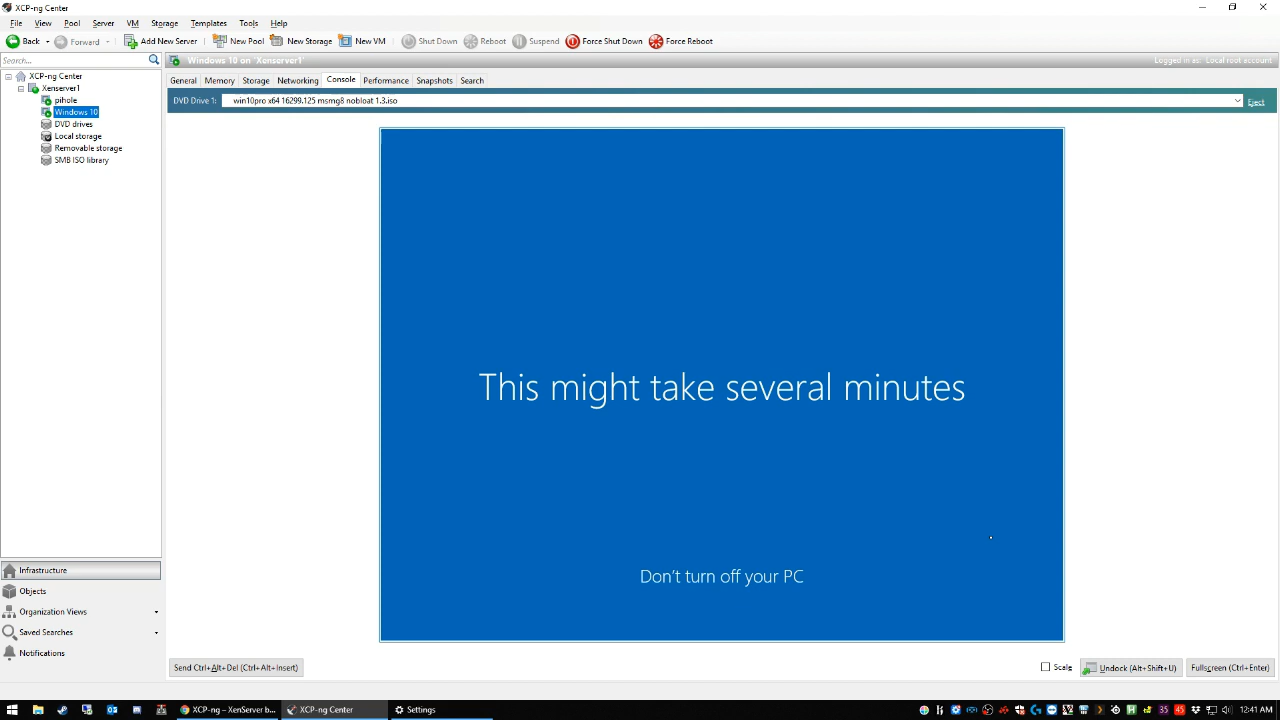 XCP-ng Center
File View Pool Server VM Storage Templates Tools Help
Back Forward Add New Server New Pool New Storage New VM Shut Down Reboot Suspend Force Shut Down Force Reboot
Search... Windows 10 on 'Xenserver1' Logged in as: Local root account
General Memory Storage Networking Console Performance Snapshots Search
DVD Drive 1: win10pro x64 16299.125 msmg8 nobloat 1.3.iso Eject
XCP-ng Center
Xenserver1
pihole
Windows 10
DVD drives
Local storage
Removable storage
SMB ISO library
This might take several minutes
Don't turn off your PC
Infrastructure
Objects
Organization Views
Saved Searches
Notifications
Send Ctrl+Alt+Del (Ctrl+Alt+Insert) Scale Undock (Alt+Shift+U) Fullscreen (Ctrl+Enter)
XCP-ng – XenServer b... XCP-ng Center Settings 35 45 12:41 AM